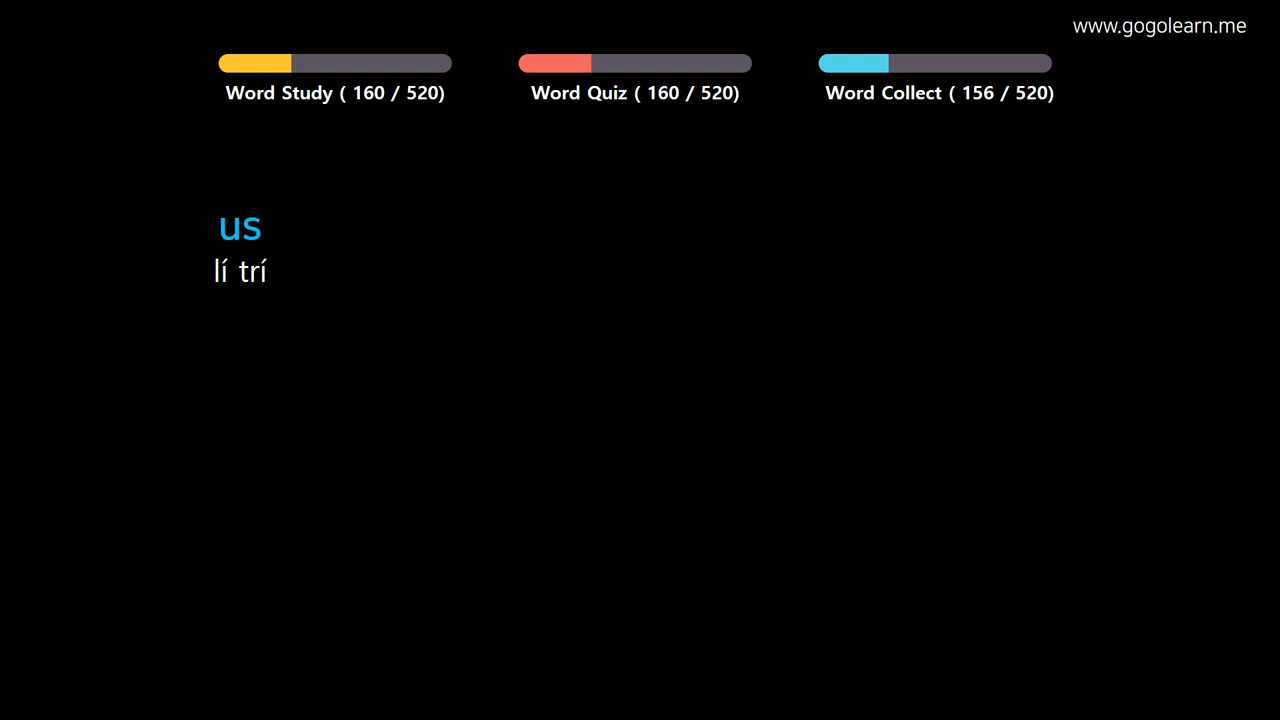 www.gogolearn.me
Word Study ( 160 / 520)
Word Quiz ( 160 / 520)
Word Collect ( 156 / 520)
us
lí trí